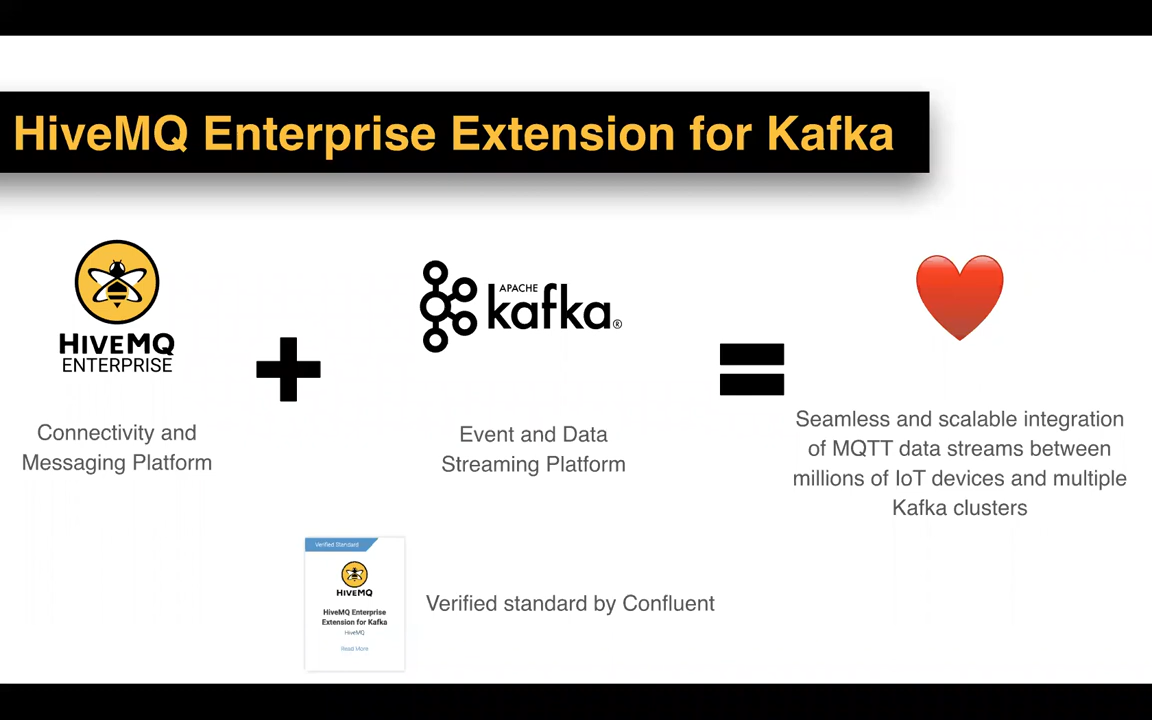 HiveMQ Enterprise Extension for Kafka
HIVEMQ
ENTERPRISE
APACHE
kafka®
Connectivity and
Messaging Platform
Event and Data
Streaming Platform
Seamless and scalable integration
of MQTT data streams between
millions of IoT devices and multiple
Kafka clusters
Verified Standard
HIVEMQ
HiveMQ Enterprise
Extension for Kafka
HiveMQ
Read More
Verified standard by Confluent